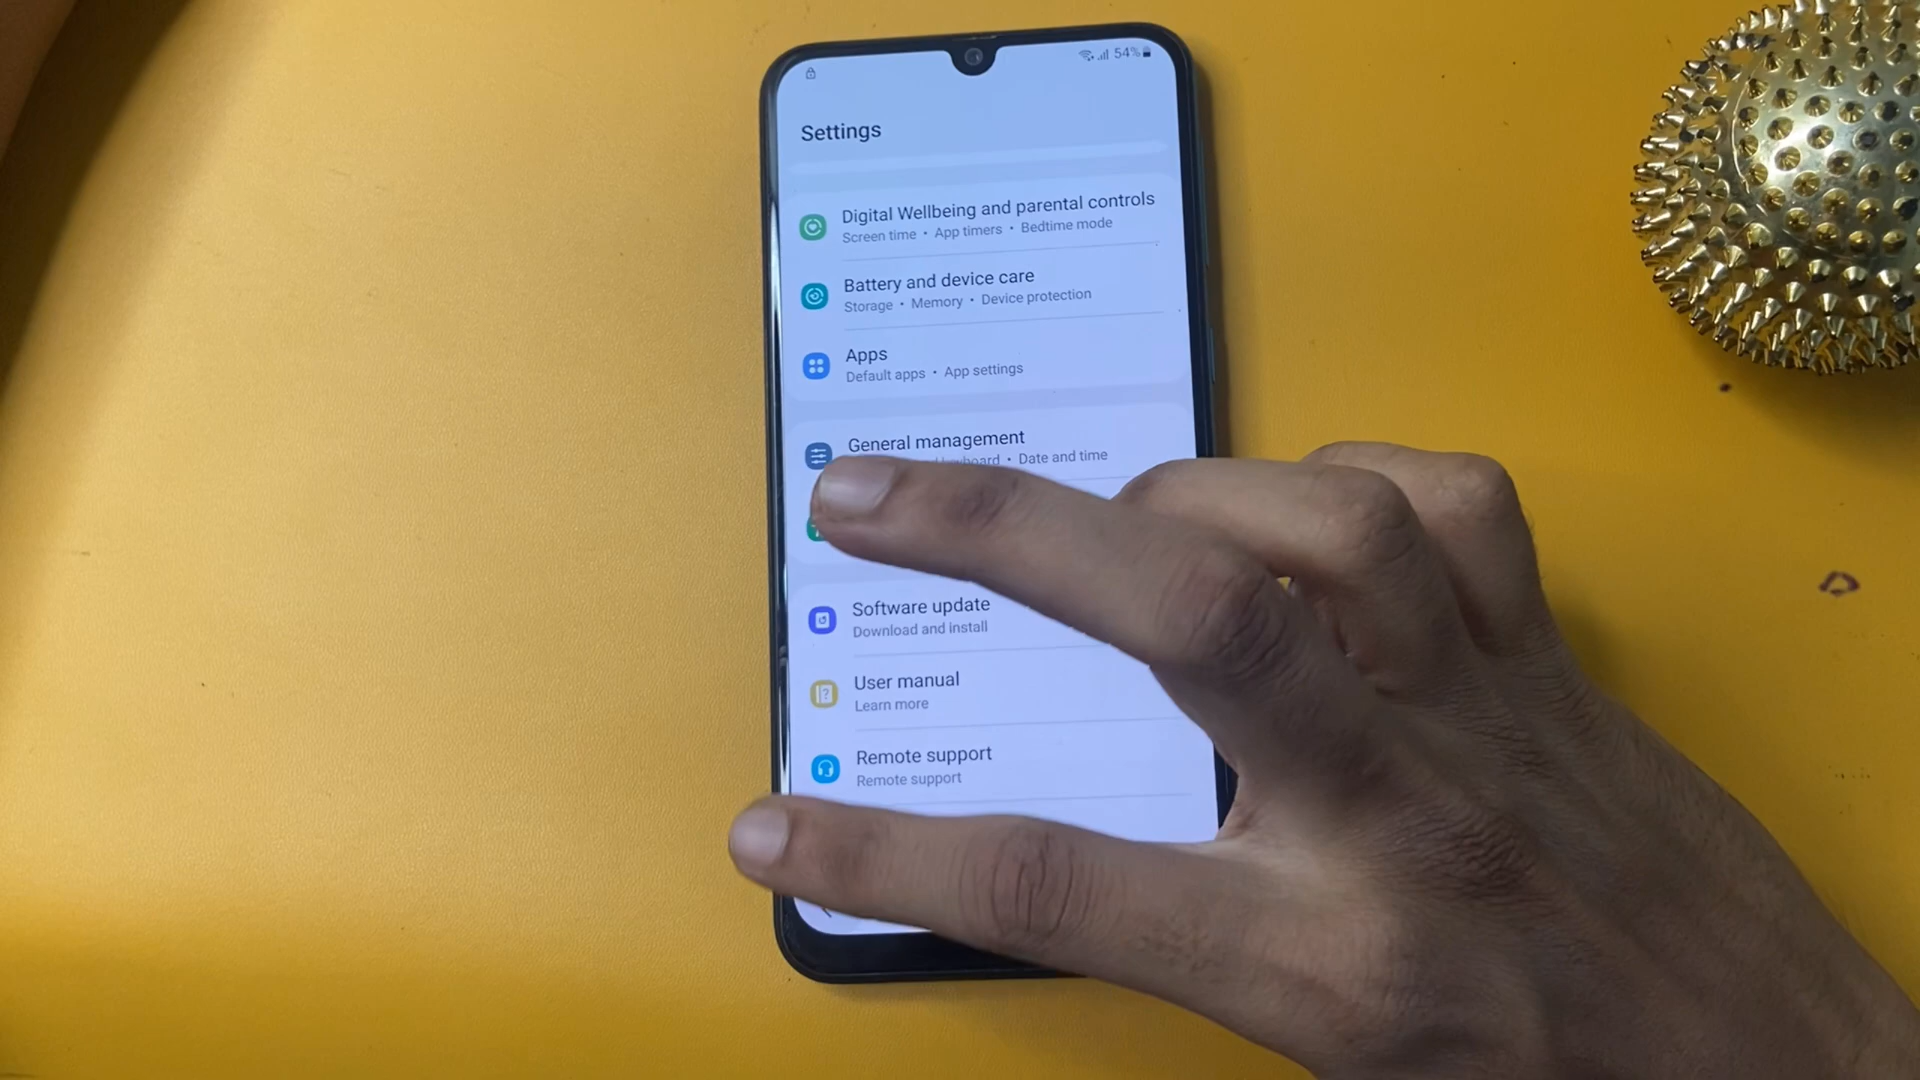 54%
Settings
Digital Wellbeing and parental controls
Screen time • App timers • Bedtime mode
Battery and device care
Storage • Memory • Device protection
Apps
Default apps • App settings
General management
keyboard • Date and time
Software update
Download and install
User manual
Learn more
Remote support
Remote support